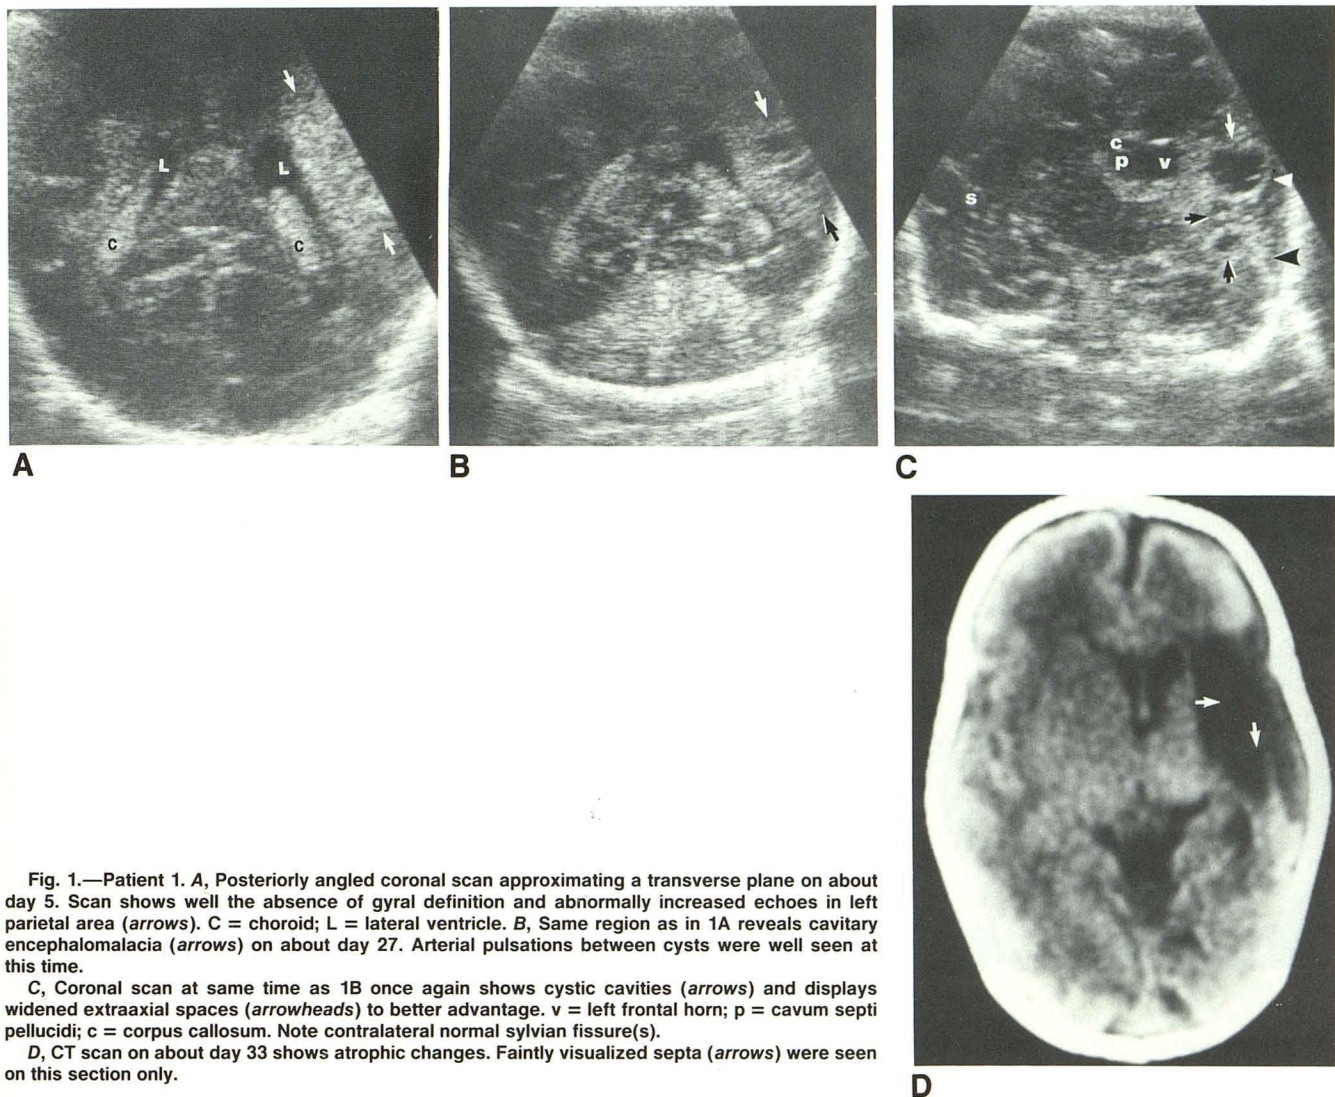 L
L
C
C
A
B
c
p v
s
C
Fig. 1.—Patient 1. A, Posteriorly angled coronal scan approximating a transverse plane on about
day 5. Scan shows well the absence of gyral definition and abnormally increased echoes in left
parietal area (arrows). C = choroid; L = lateral ventricle. B, Same region as in 1A reveals cavitary
encephalomalacia (arrows) on about day 27. Arterial pulsations between cysts were well seen at
this time.
C, Coronal scan at same time as 1B once again shows cystic cavities (arrows) and displays
widened extraaxial spaces (arrowheads) to better advantage. v = left frontal horn; p = cavum septi
pellucidi; c = corpus callosum. Note contralateral normal sylvian fissure(s).
D, CT scan on about day 33 shows atrophic changes. Faintly visualized septa (arrows) were seen
on this section only.
D